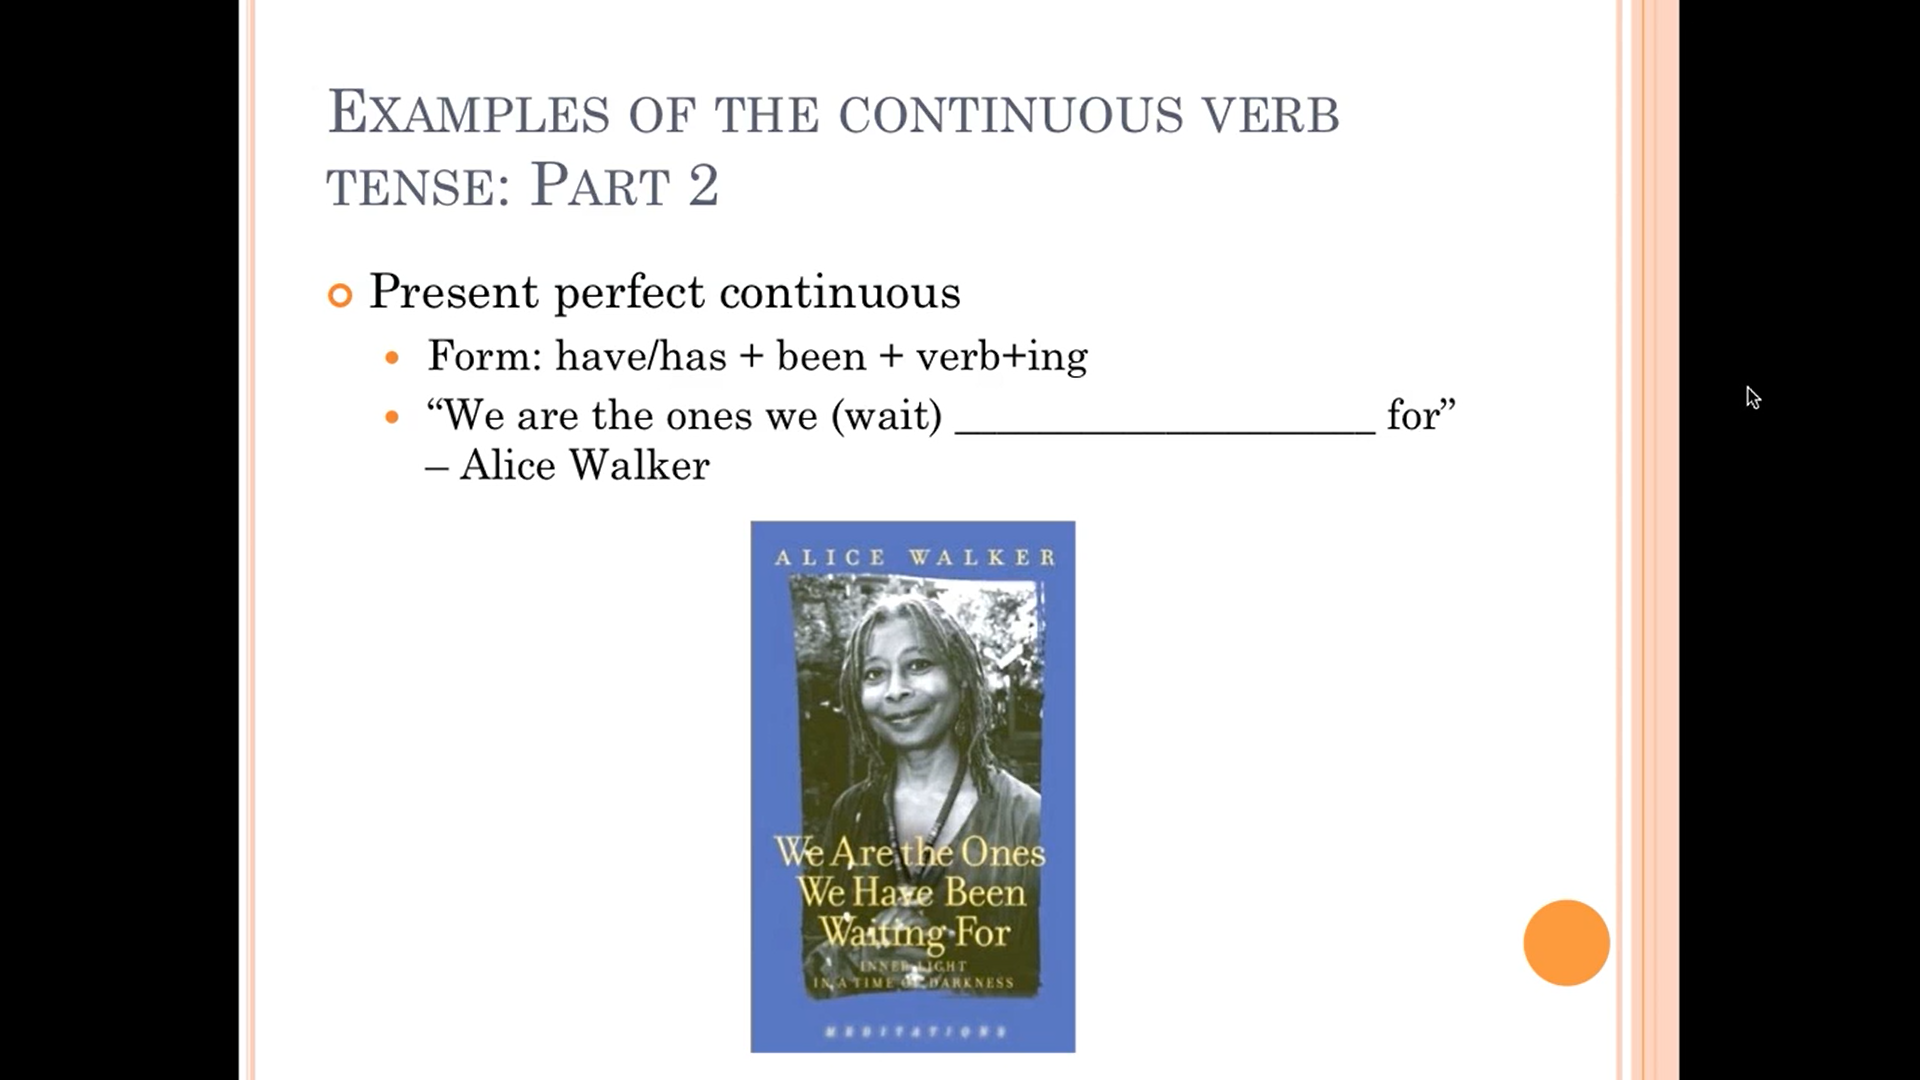 EXAMPLES OF THE CONTINUOUS VERB
TENSE: PART 2
Present perfect continuous
Form: have/has + been + verb+ing
“We are the ones we (wait) ____________________ for”
– Alice Walker
ALICE WALKER
We Are the Ones
We Have Been
Waiting For
INNER LIGHT
IN A TIME OF DARKNESS
MEDITATIONS